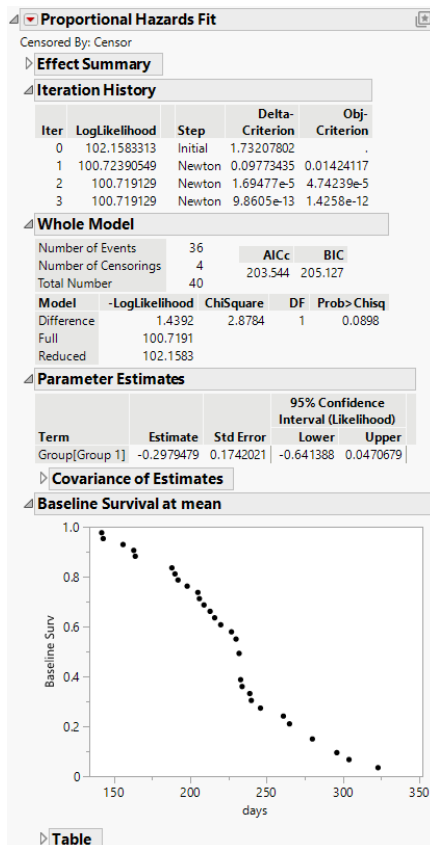 Proportional Hazards Fit
Censored By: Censor
Effect Summary
Iteration History
Iter LogLikelihood Step Delta-Criterion Obj-Criterion
0 102.1583313 Initial 1.73207802 .
1 100.72390549 Newton 0.09773435 0.01424117
2 100.719129 Newton 1.69477e-5 4.74239e-5
3 100.719129 Newton 9.8605e-13 1.4258e-12
Whole Model
Number of Events 36
Number of Censorings 4
Total Number 40
AICc BIC
203.544 205.127
Model -LogLikelihood ChiSquare DF Prob>Chisq
Difference 1.4392 2.8784 1 0.0898
Full 100.7191
Reduced 102.1583
Parameter Estimates
95% Confidence
Interval (Likelihood)
Term Estimate Std Error Lower Upper
Group[Group 1] -0.2979479 0.1742021 -0.641388 0.0470679
Covariance of Estimates
Baseline Survival at mean
1.0
0.8
0.6
0.4
0.2
0
Baseline Surv
150 200 250 300 350
days
Table